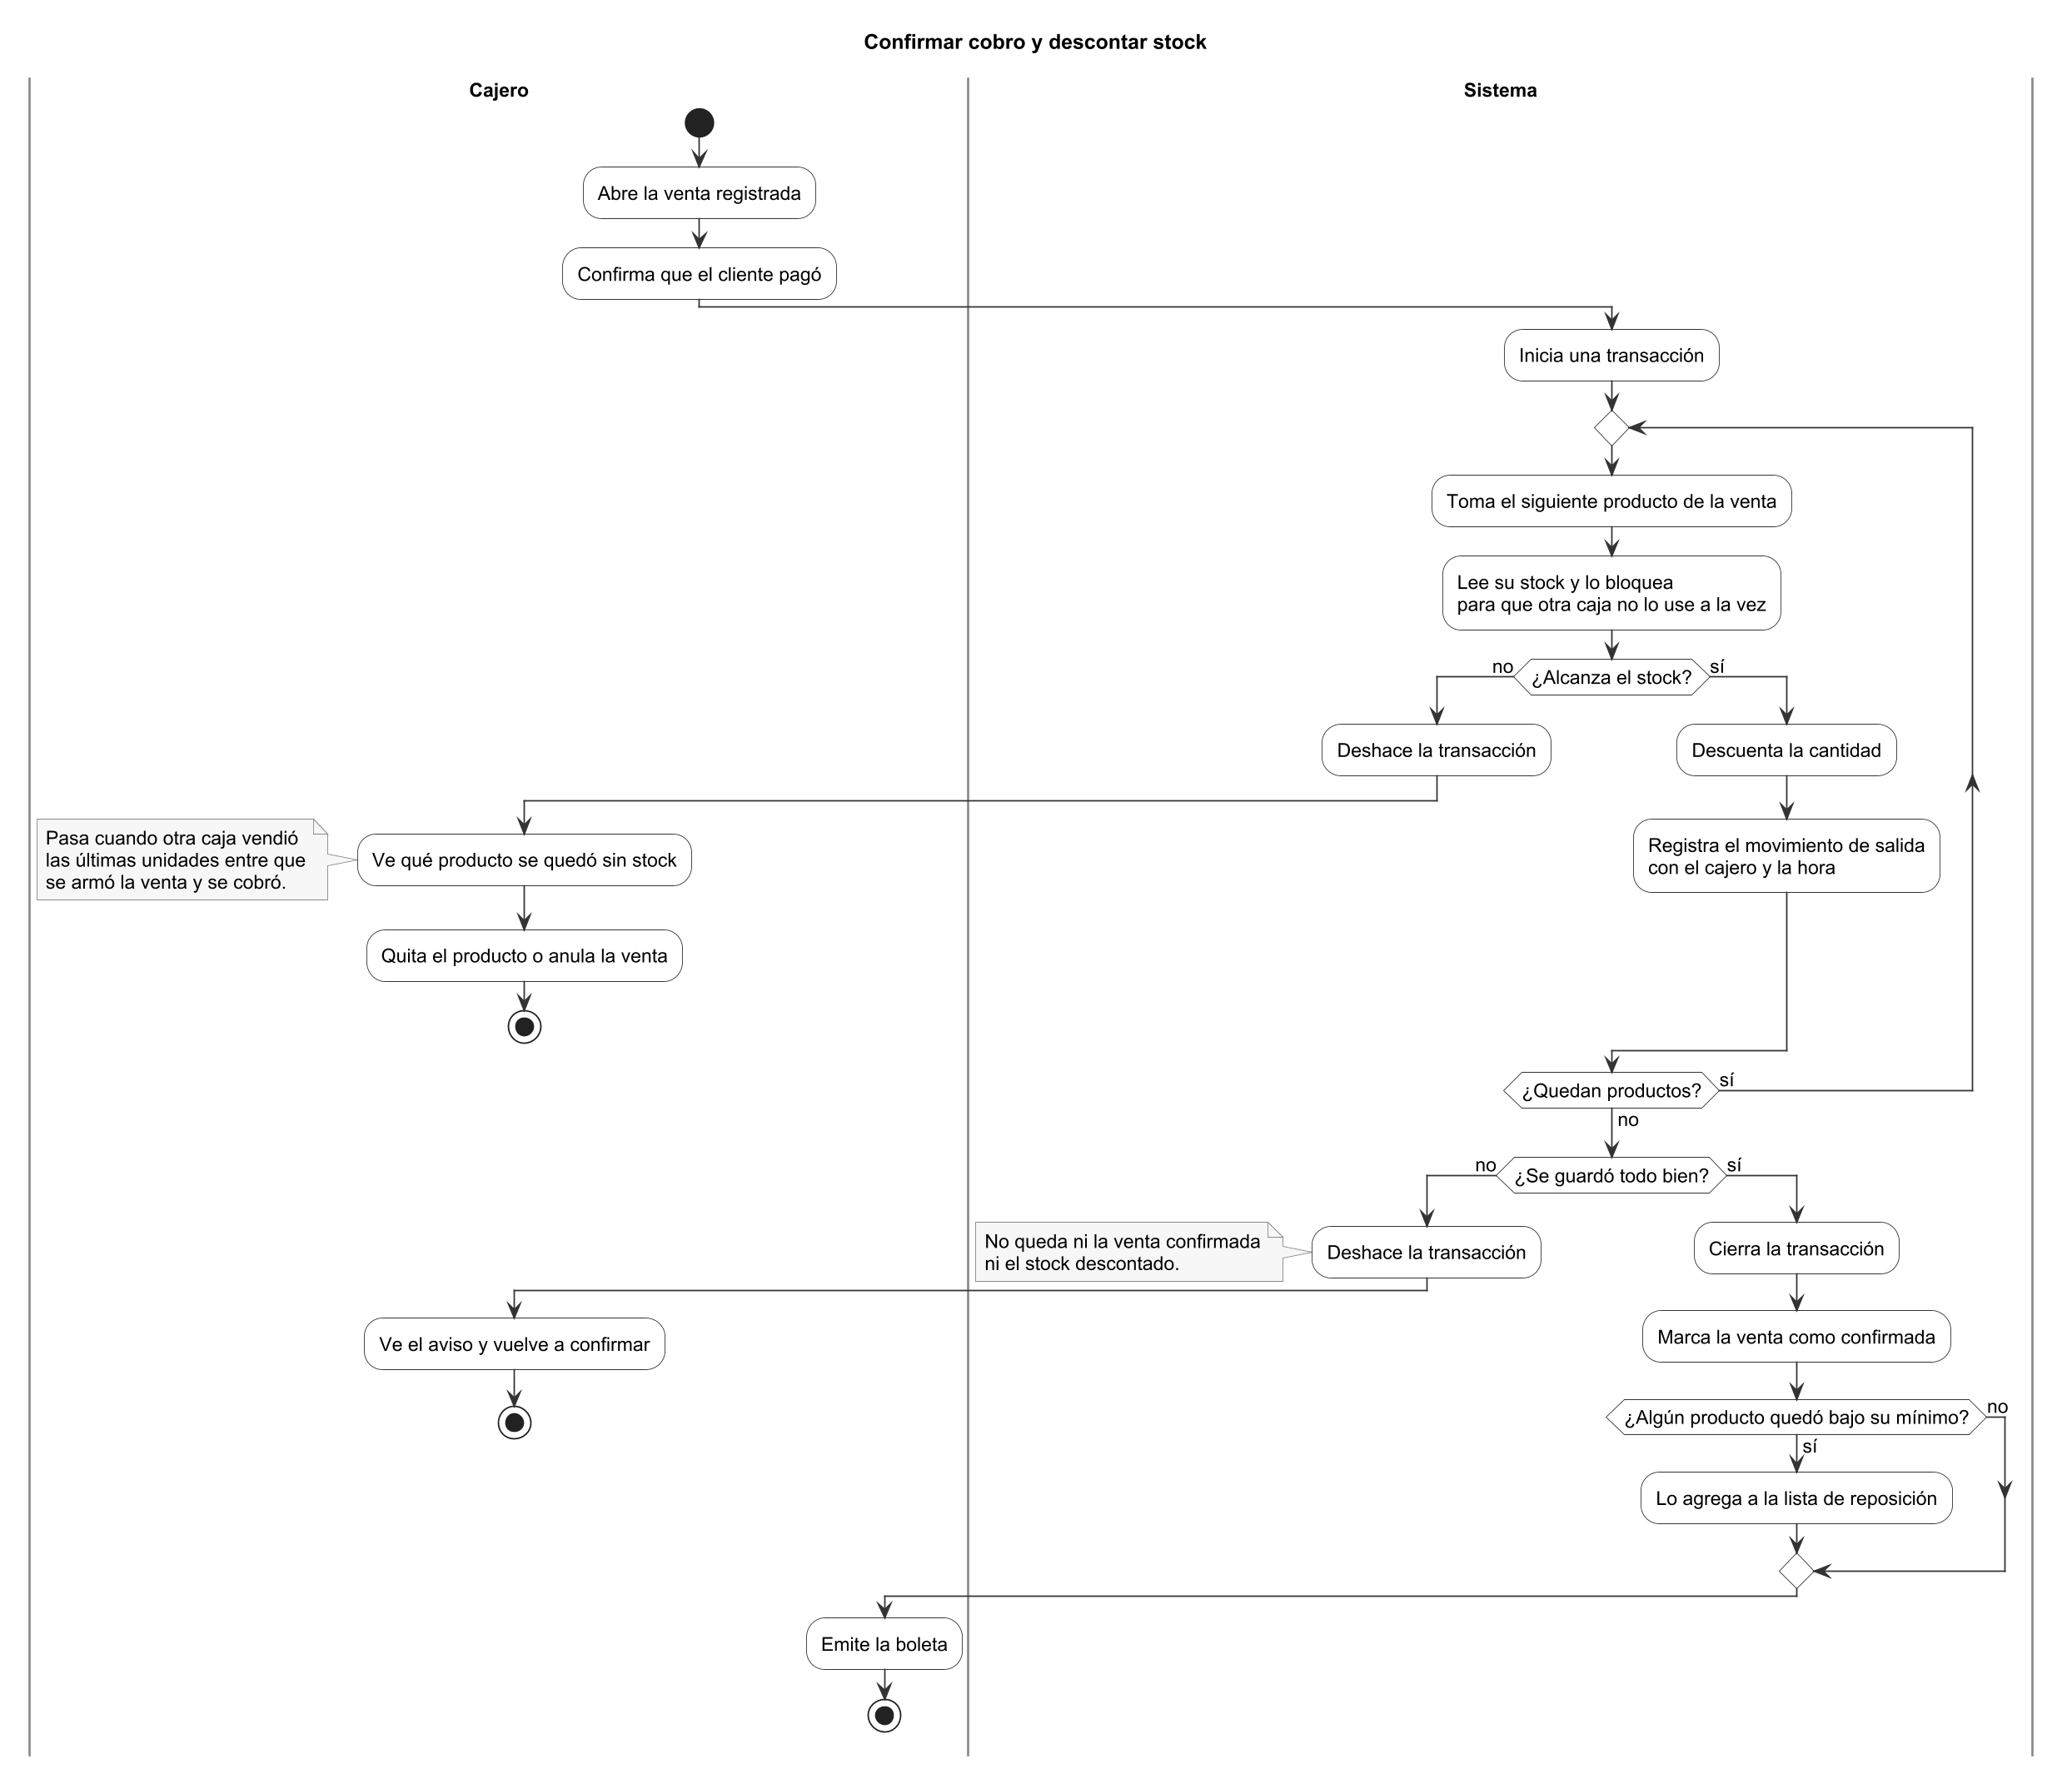 Confirmar cobro y descontar stock
Cajero
Sistema
Abre la venta registrada
Confirma que el cliente pagó
Inicia una transacción
Toma el siguiente producto de la venta
Lee su stock y lo bloquea
para que otra caja no lo use a la vez
no
¿Alcanza el stock?
sí
Deshace la transacción
Descuenta la cantidad
Pasa cuando otra caja vendió
las últimas unidades entre que
se armó la venta y se cobró.
Ve qué producto se quedó sin stock
Registra el movimiento de salida
con el cajero y la hora
Quita el producto o anula la venta
¿Quedan productos?
sí
no
no
¿Se guardó todo bien?
sí
No queda ni la venta confirmada
ni el stock descontado.
Deshace la transacción
Cierra la transacción
Ve el aviso y vuelve a confirmar
Marca la venta como confirmada
¿Algún producto quedó bajo su mínimo?
no
sí
Lo agrega a la lista de reposición
Emite la boleta